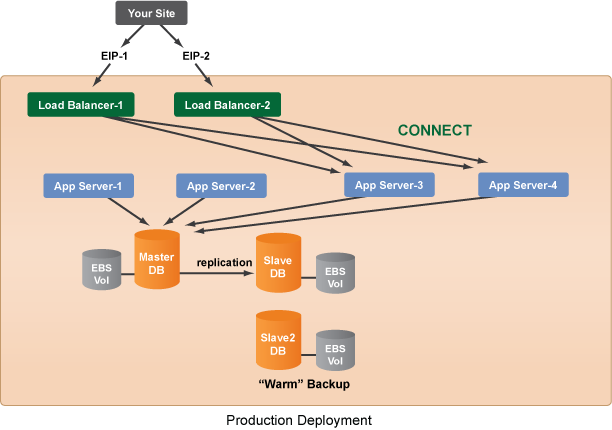 Your Site
EIP-1
EIP-2
Load Balancer-1
Load Balancer-2
CONNECT
App Server-1
App Server-2
App Server-3
App Server-4
Master
DB
EBS
Vol
replication
Slave
DB
EBS
Vol
Slave2
DB
EBS
Vol
“Warm” Backup
Production Deployment